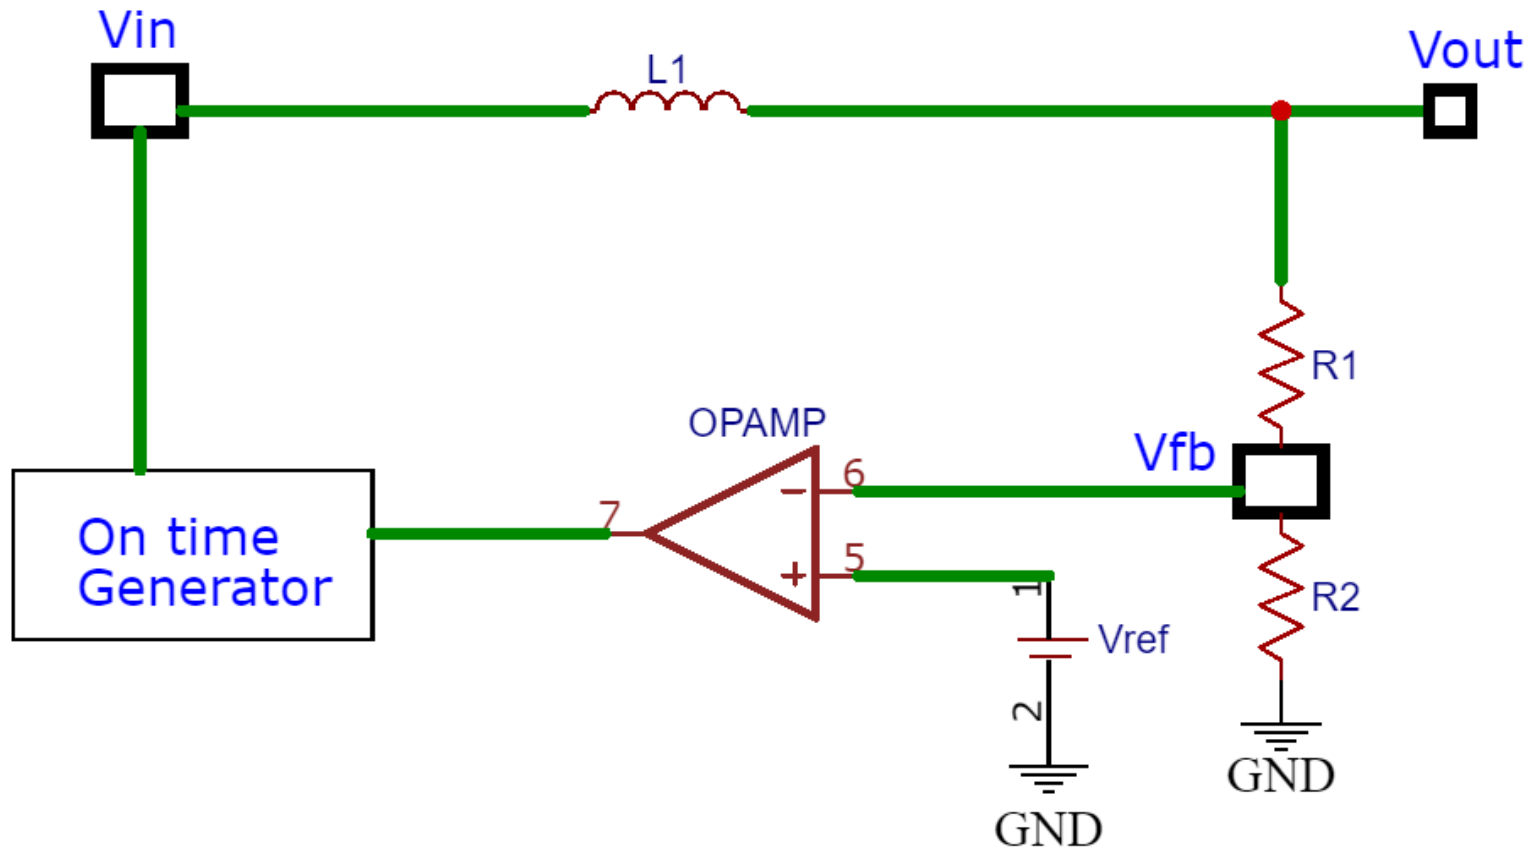 Vin
L1
Vout
R1
OPAMP
Vfb
6
7
5
On time
Generator
1
Vref
R2
2
GND
GND